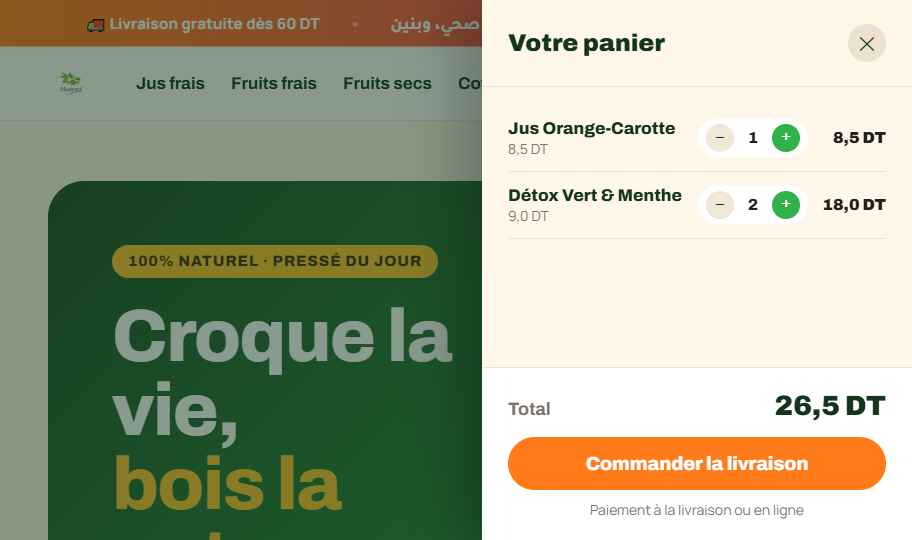 🚚 Livraison gratuite dès 60 DT • صحي، وبنين
Jus frais Fruits frais Fruits secs
100% NATUREL · PRESSÉ DU JOUR
Croque la
vie,
bois la
Votre panier
Jus Orange-Carotte − 1 + 8,5 DT
8,5 DT
Détox Vert & Menthe − 2 + 18,0 DT
9,0 DT
Total 26,5 DT
Commander la livraison
Paiement à la livraison ou en ligne